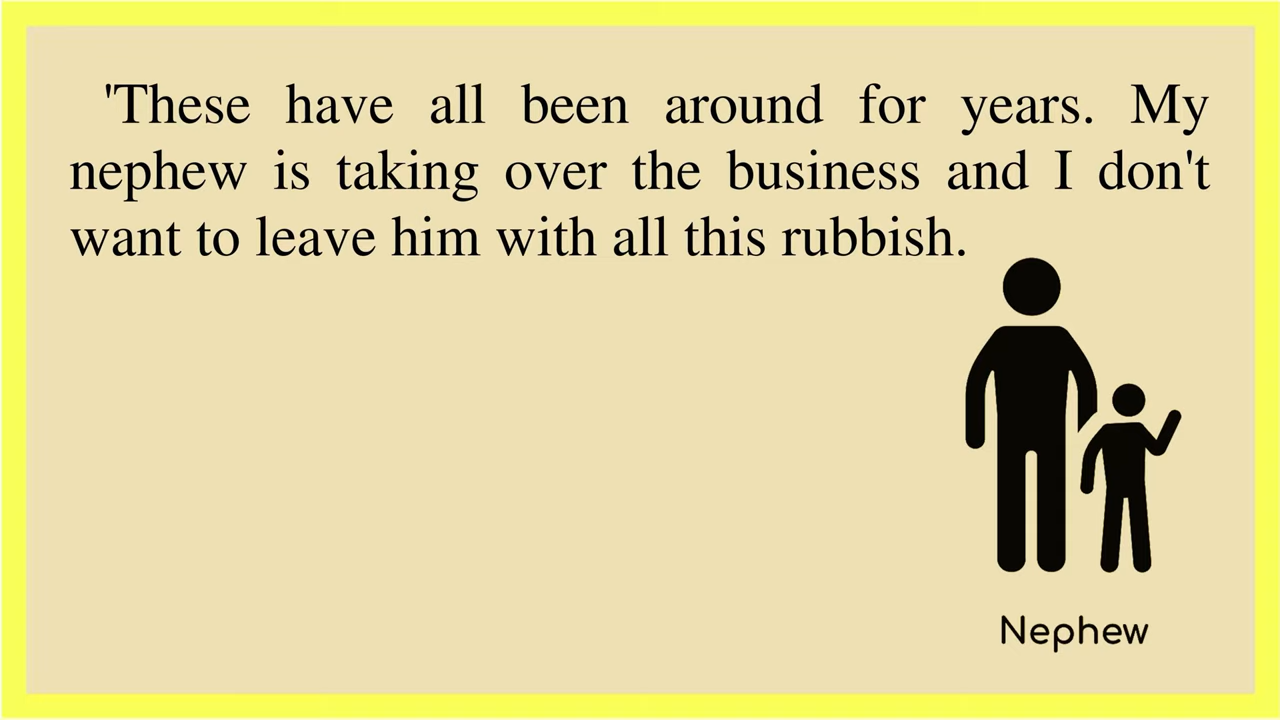 'These have all been around for years. My
nephew is taking over the business and I don't
want to leave him with all this rubbish.
Nephew